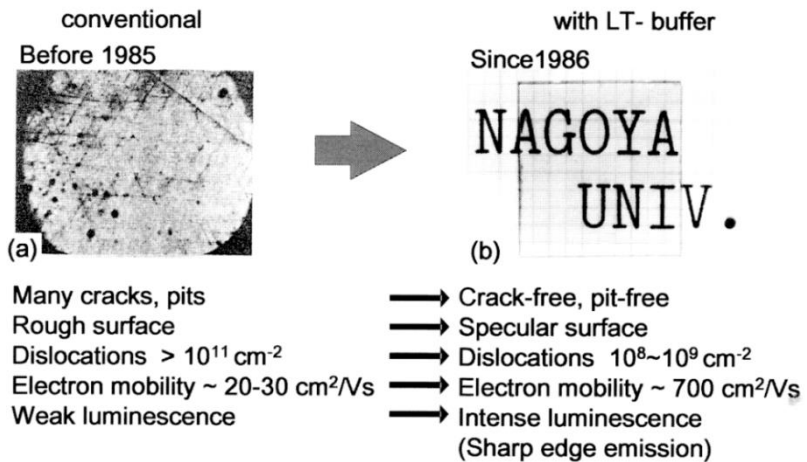 conventional
with LT- buffer
Before 1985
Since1986
NAGOYA
UNIV.
(a)
(b)
Many cracks, pits
Crack-free, pit-free
Rough surface
Specular surface
Dislocations > 10¹¹ cm⁻²
Dislocations 10⁸~10⁹ cm⁻²
Electron mobility ~ 20-30 cm²/Vs
Electron mobility ~ 700 cm²/Vs
Weak luminescence
Intense luminescence
(Sharp edge emission)